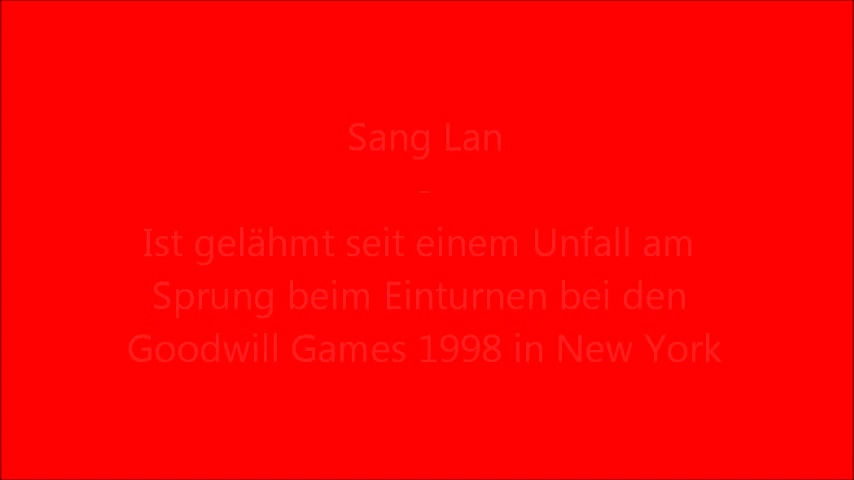 Sang Lan
-
Ist gelähmt seit einem Unfall am
Sprung beim Einturnen bei den
Goodwill Games 1998 in New York